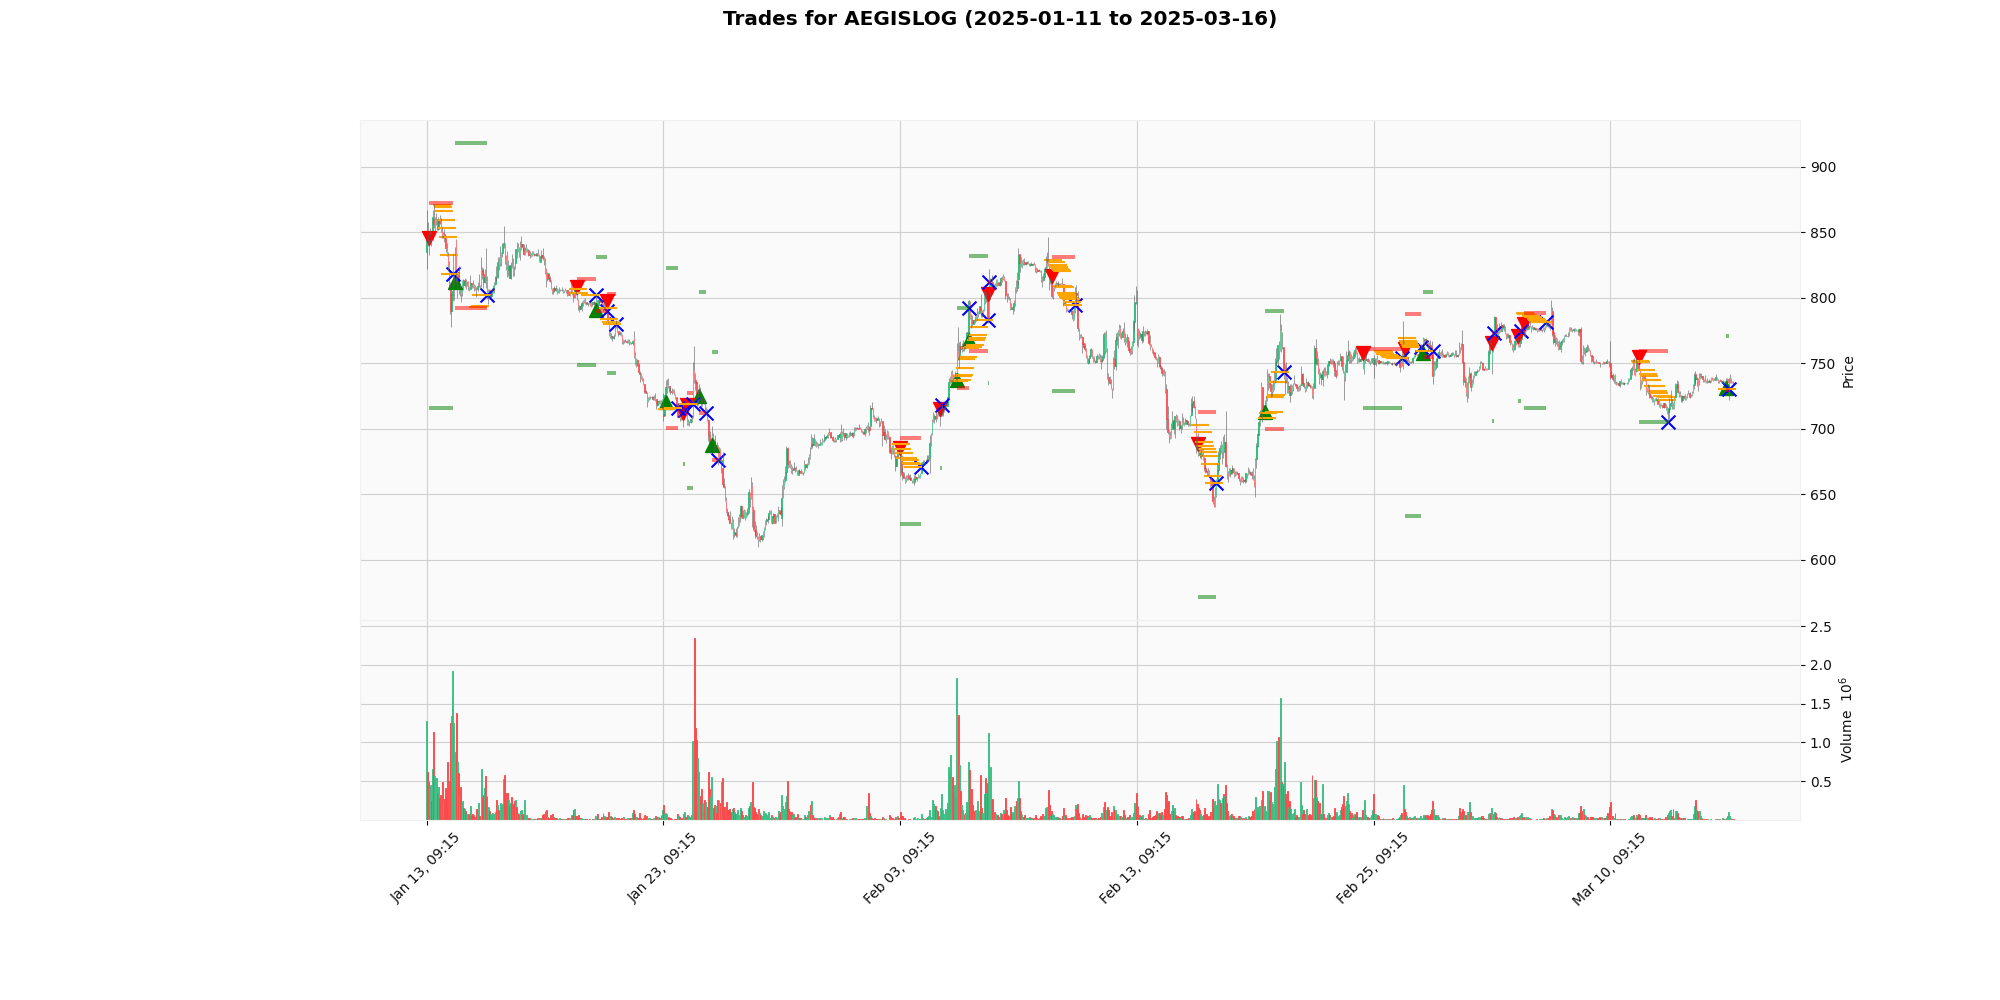 Trades for AEGISLOG (2025-01-11 to 2025-03-16)
900
850
800
750
700
650
600
Price
2.5
2.0
1.5
1.0
0.5
Volume 10^6
Jan 13, 09:15
Jan 23, 09:15
Feb 03, 09:15
Feb 13, 09:15
Feb 25, 09:15
Mar 10, 09:15